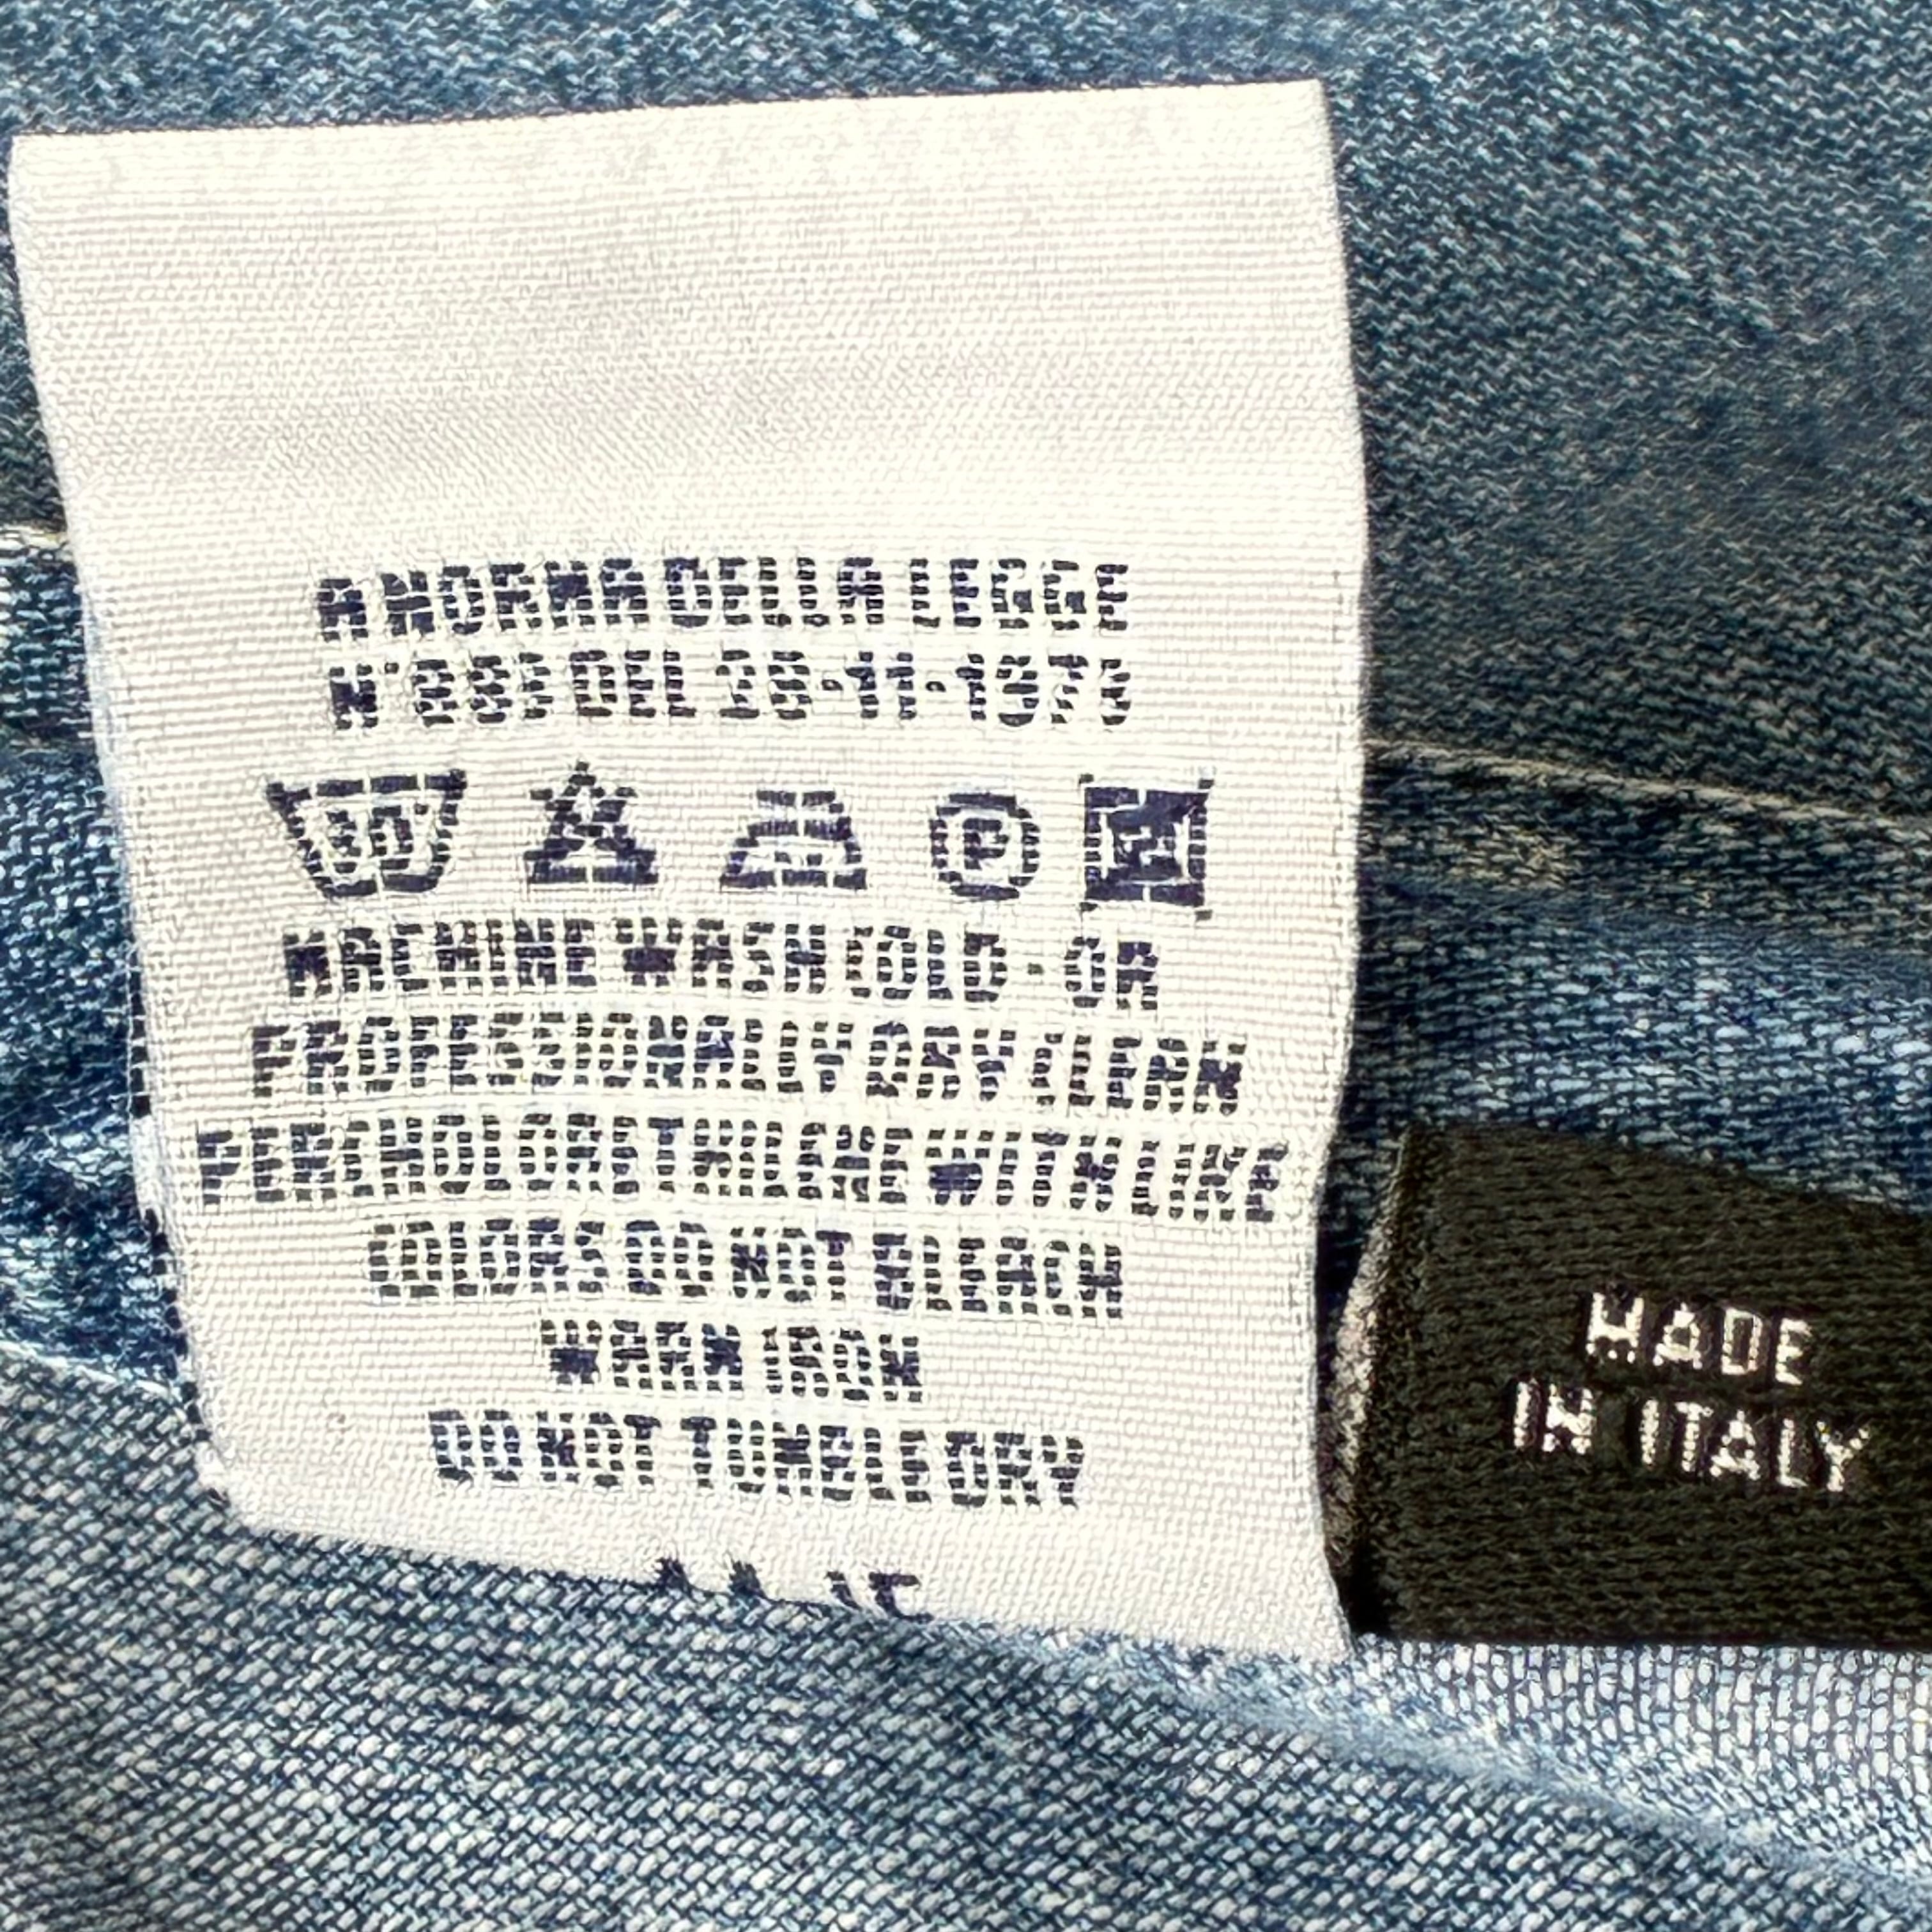 A NORMA DELLA LEGGE
N°883 DEL 26-11-1973
30
P
MACHINE WASH COLD - OR
PROFESSIONALLY DRY CLEAN
WITH LIKE
COLORS DO NOT BLEACH
WARM IRON
DO NOT TUMBLE DRY
MADE
IN ITALY